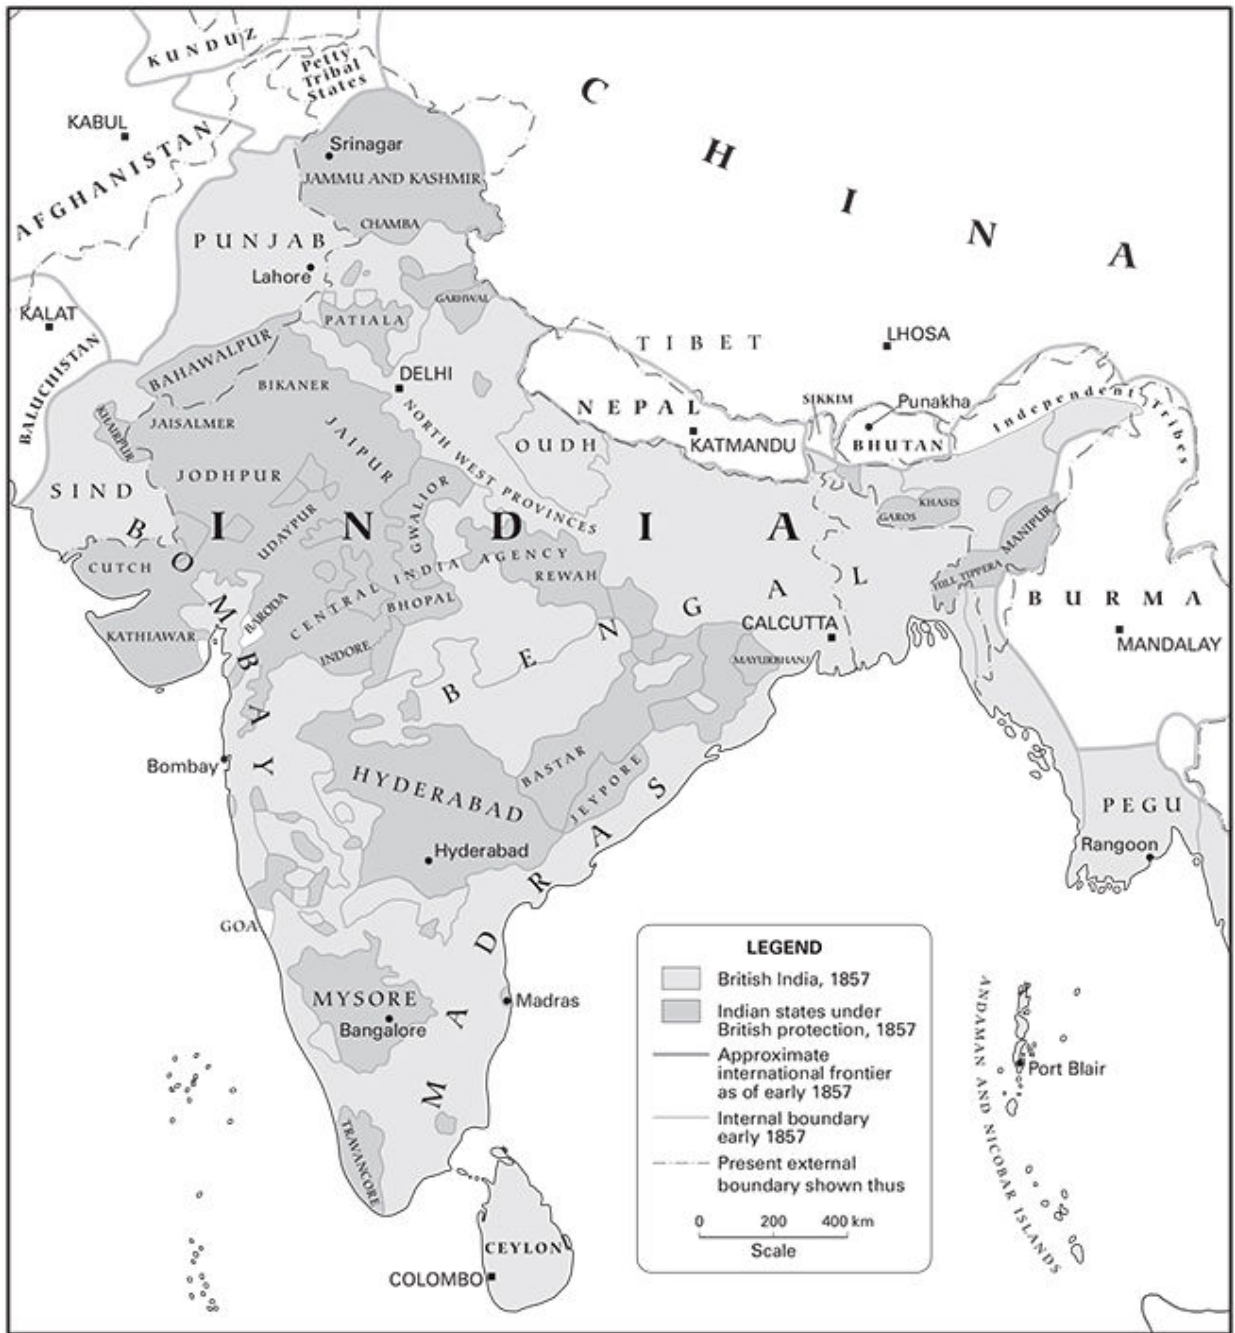 KUNDUZ
Petty
Tribal
States
CHINA
KABUL
AFGHANISTAN
Srinagar
JAMMU AND KASHMIR
CHAMBA
PUNJAB
Lahore
GARHWAL
KALAT
PATIALA
TIBET
LHOSA
BALUCHISTAN
BAHAWALPUR
DELHI
BIKANER
NEPAL
SIKKIM
Punakha
Independent Tribes
KHAIRPUR
JAISALMER
JAIPUR
NORTH WEST PROVINCES
OUDH
KATMANDU
BHUTAN
JODHPUR
SIND
GWALIOR
KHASIS
GAROS
INDIA
UDAYPUR
MANIPUR
BOMBAY
CUTCH
CENTRAL INDIA AGENCY
REWAH
HILL TIPPERA
BARODA
BHOPAL
BENGAL
BURMA
CALCUTTA
KATHIAWAR
INDORE
MAYURBHANJ
MANDALAY
Bombay
HYDERABAD
BASTAR
JEYPORE
MADRAS
PEGU
Hyderabad
Rangoon
GOA
MYSORE
Bangalore
Madras
TRAVANCORE
CEYLON
COLOMBO
LEGEND
British India, 1857
Indian states under
British protection, 1857
Approximate
international frontier
as of early 1857
Internal boundary
early 1857
Present external
boundary shown thus
0 200 400 km
Scale
ANDAMAN AND NICOBAR ISLANDS
Port Blair